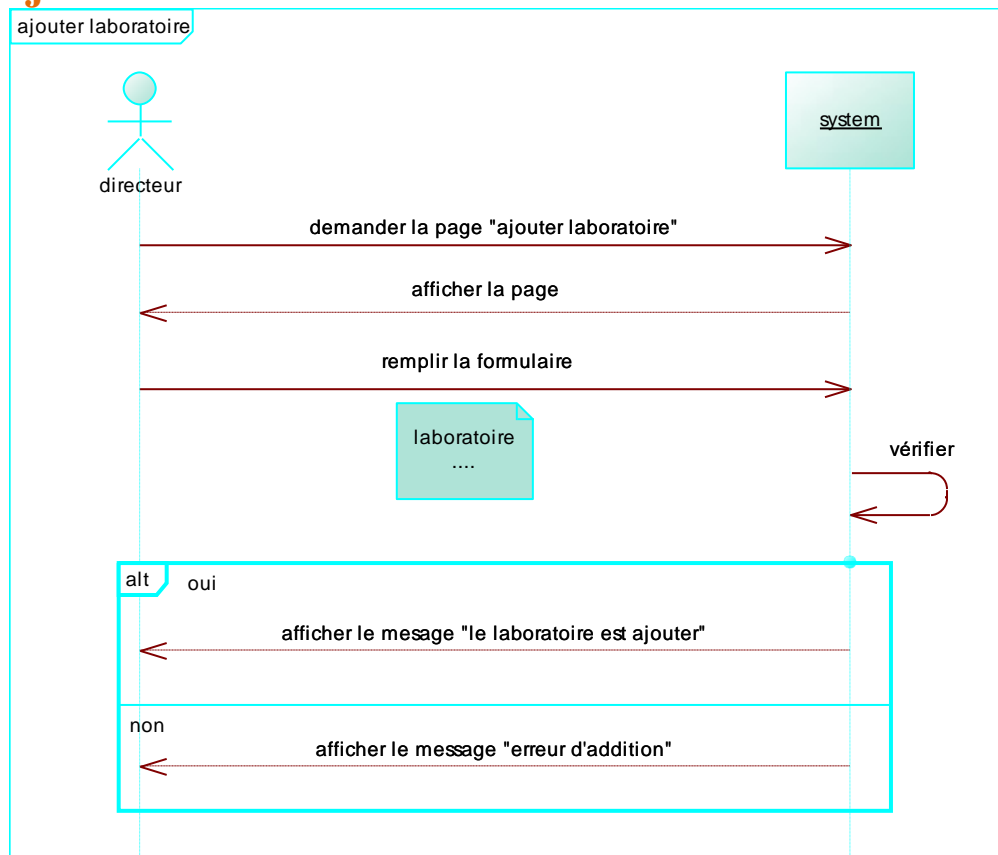 ajouter laboratoire
system
directeur
demander la page "ajouter laboratoire"
afficher la page
remplir la formulaire
laboratoire
....
vérifier
alt
oui
afficher le mesage "le laboratoire est ajouter"
non
afficher le message "erreur d'addition"